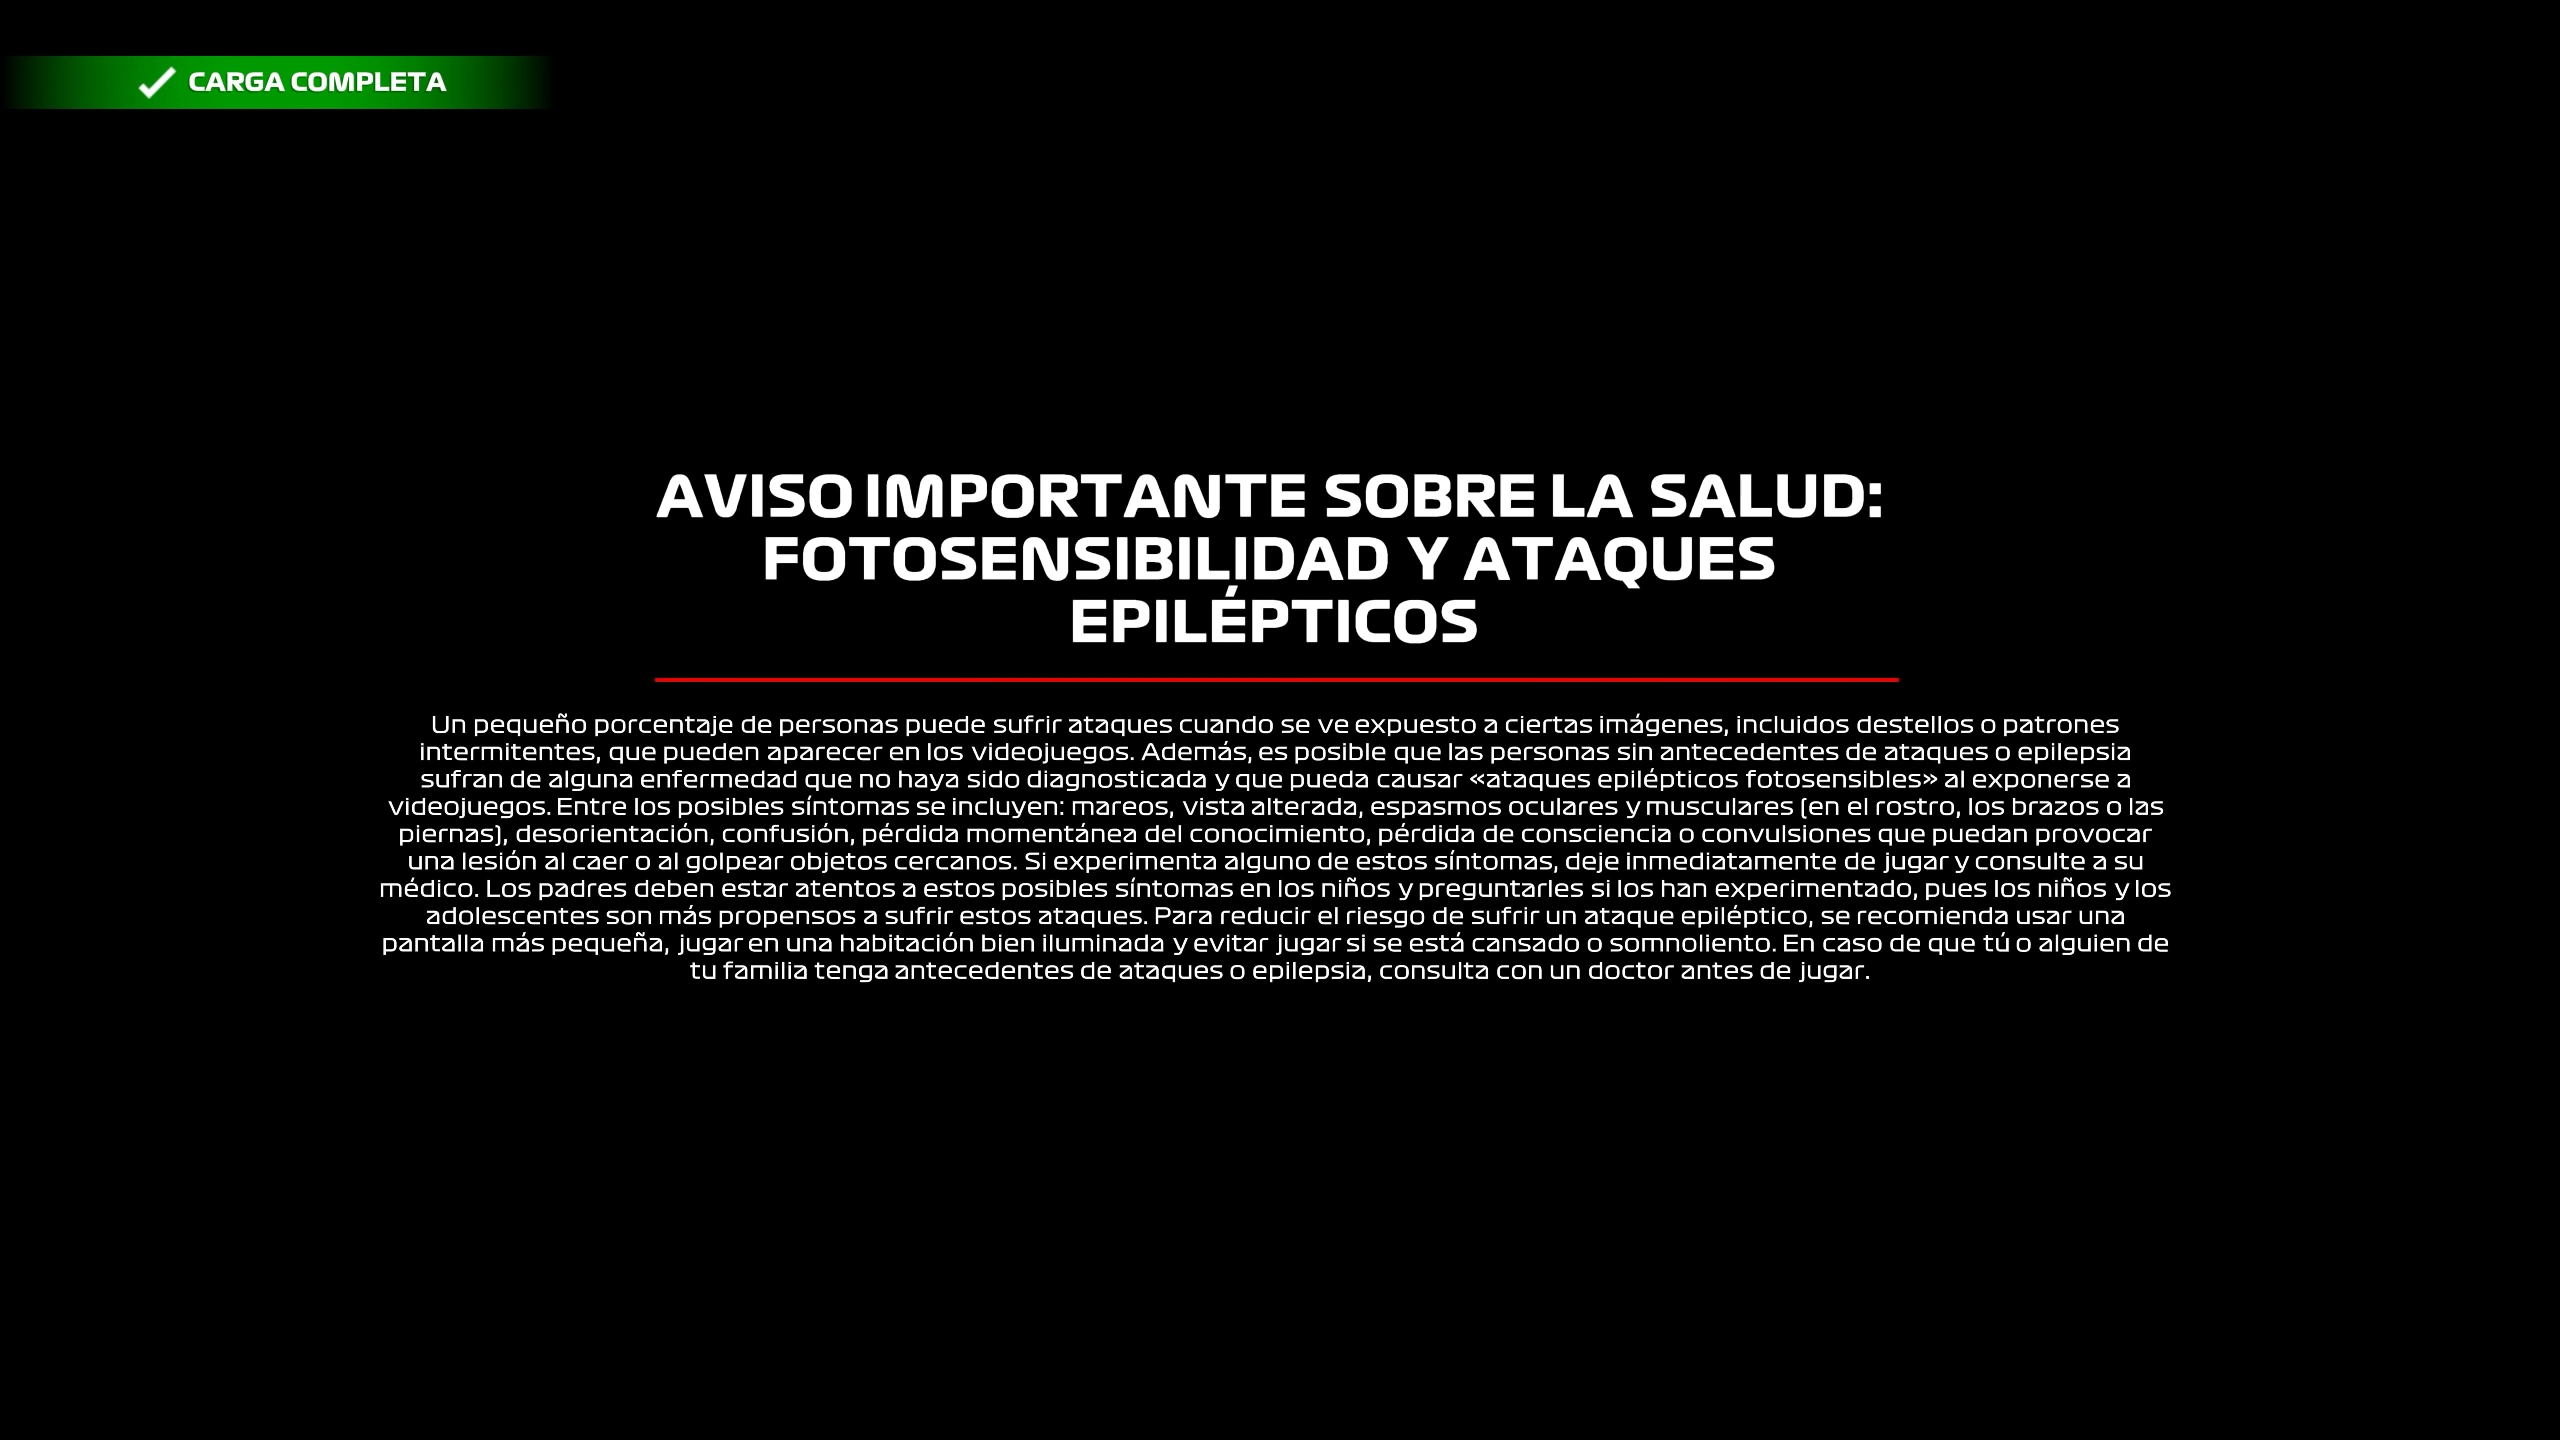 CARGA COMPLETA
AVISO IMPORTANTE SOBRE LA SALUD:
FOTOSENSIBILIDAD Y ATAQUES
EPILÉPTICOS
Un pequeño porcentaje de personas puede sufrir ataques cuando se ve expuesto a ciertas imágenes, incluidos destellos o patrones
intermitentes, que pueden aparecer en los videojuegos. Además, es posible que las personas sin antecedentes de ataques o epilepsia
sufran de alguna enfermedad que no haya sido diagnosticada y que pueda causar «ataques epilépticos fotosensibles» al exponerse a
videojuegos. Entre los posibles síntomas se incluyen: mareos, vista alterada, espasmos oculares y musculares (en el rostro, los brazos o las
piernas), desorientación, confusión, pérdida momentánea del conocimiento, pérdida de consciencia o convulsiones que puedan provocar
una lesión al caer o al golpear objetos cercanos. Si experimenta alguno de estos síntomas, deje inmediatamente de jugar y consulte a su
médico. Los padres deben estar atentos a estos posibles síntomas en los niños y preguntarles si los han experimentado, pues los niños y los
adolescentes son más propensos a sufrir estos ataques. Para reducir el riesgo de sufrir un ataque epiléptico, se recomienda usar una
pantalla más pequeña, jugar en una habitación bien iluminada y evitar jugar si se está cansado o somnoliento. En caso de que tú o alguien de
tu familia tenga antecedentes de ataques o epilepsia, consulta con un doctor antes de jugar.